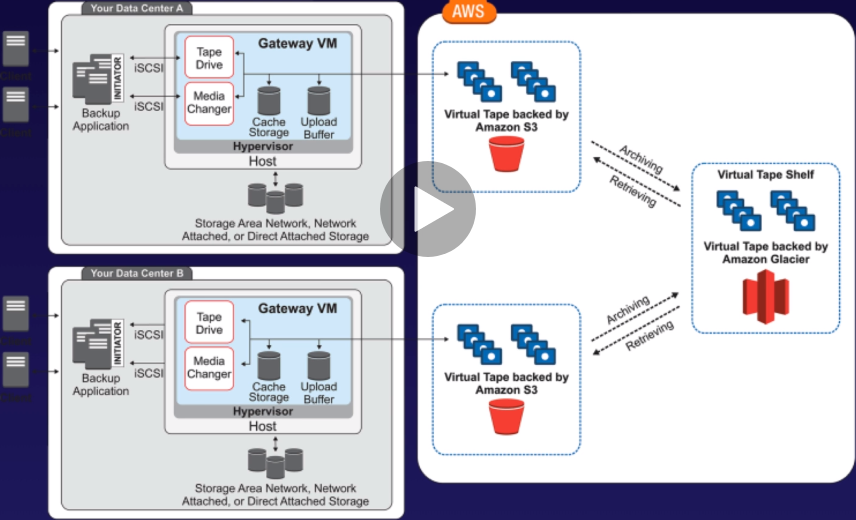 Your Data Center A
AWS
Client
Client
INITIATOR
Backup
Application
iSCSI
iSCSI
Gateway VM
Tape
Drive
Media
Changer
Cache
Storage
Upload
Buffer
Hypervisor
Host
Storage Area Network, Network
Attached, or Direct Attached Storage
Virtual Tape backed by
Amazon S3
Archiving
Retrieving
Virtual Tape Shelf
Virtual Tape backed by
Amazon Glacier
Your Data Center B
Client
Client
INITIATOR
Backup
Application
iSCSI
iSCSI
Gateway VM
Tape
Drive
Media
Changer
Cache
Storage
Upload
Buffer
Hypervisor
Host
Storage Area Network, Network
Attached, or Direct Attached Storage
Virtual Tape backed by
Amazon S3
Archiving
Retrieving